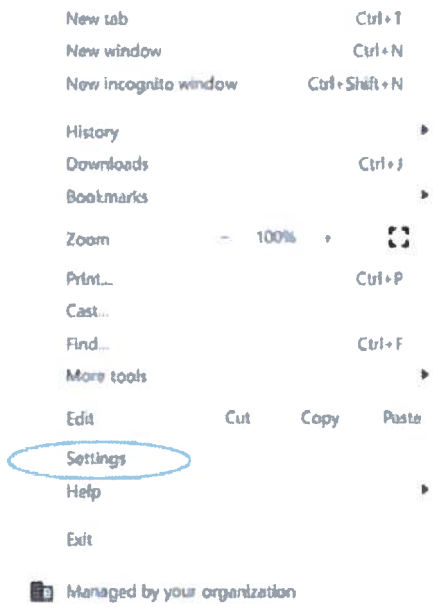 New tab Ctrl+T
New window Ctrl+N
New incognito window Ctrl+Shift+N
History
Downloads Ctrl+J
Bookmarks
Zoom - 100% +
Print... Ctrl+P
Cast...
Find... Ctrl+F
More tools
Edit Cut Copy Paste
Settings
Help
Exit
Managed by your organization